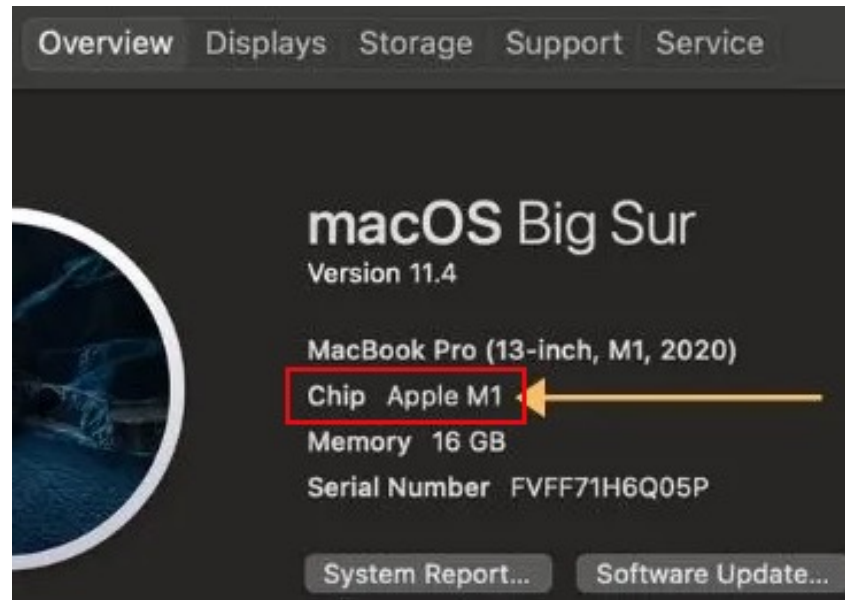 Overview Displays Storage Support Service
macOS Big Sur
Version 11.4
MacBook Pro (13-inch, M1, 2020)
Chip Apple M1
Memory 16 GB
Serial Number FVFF71H6Q05P
System Report... Software Update...